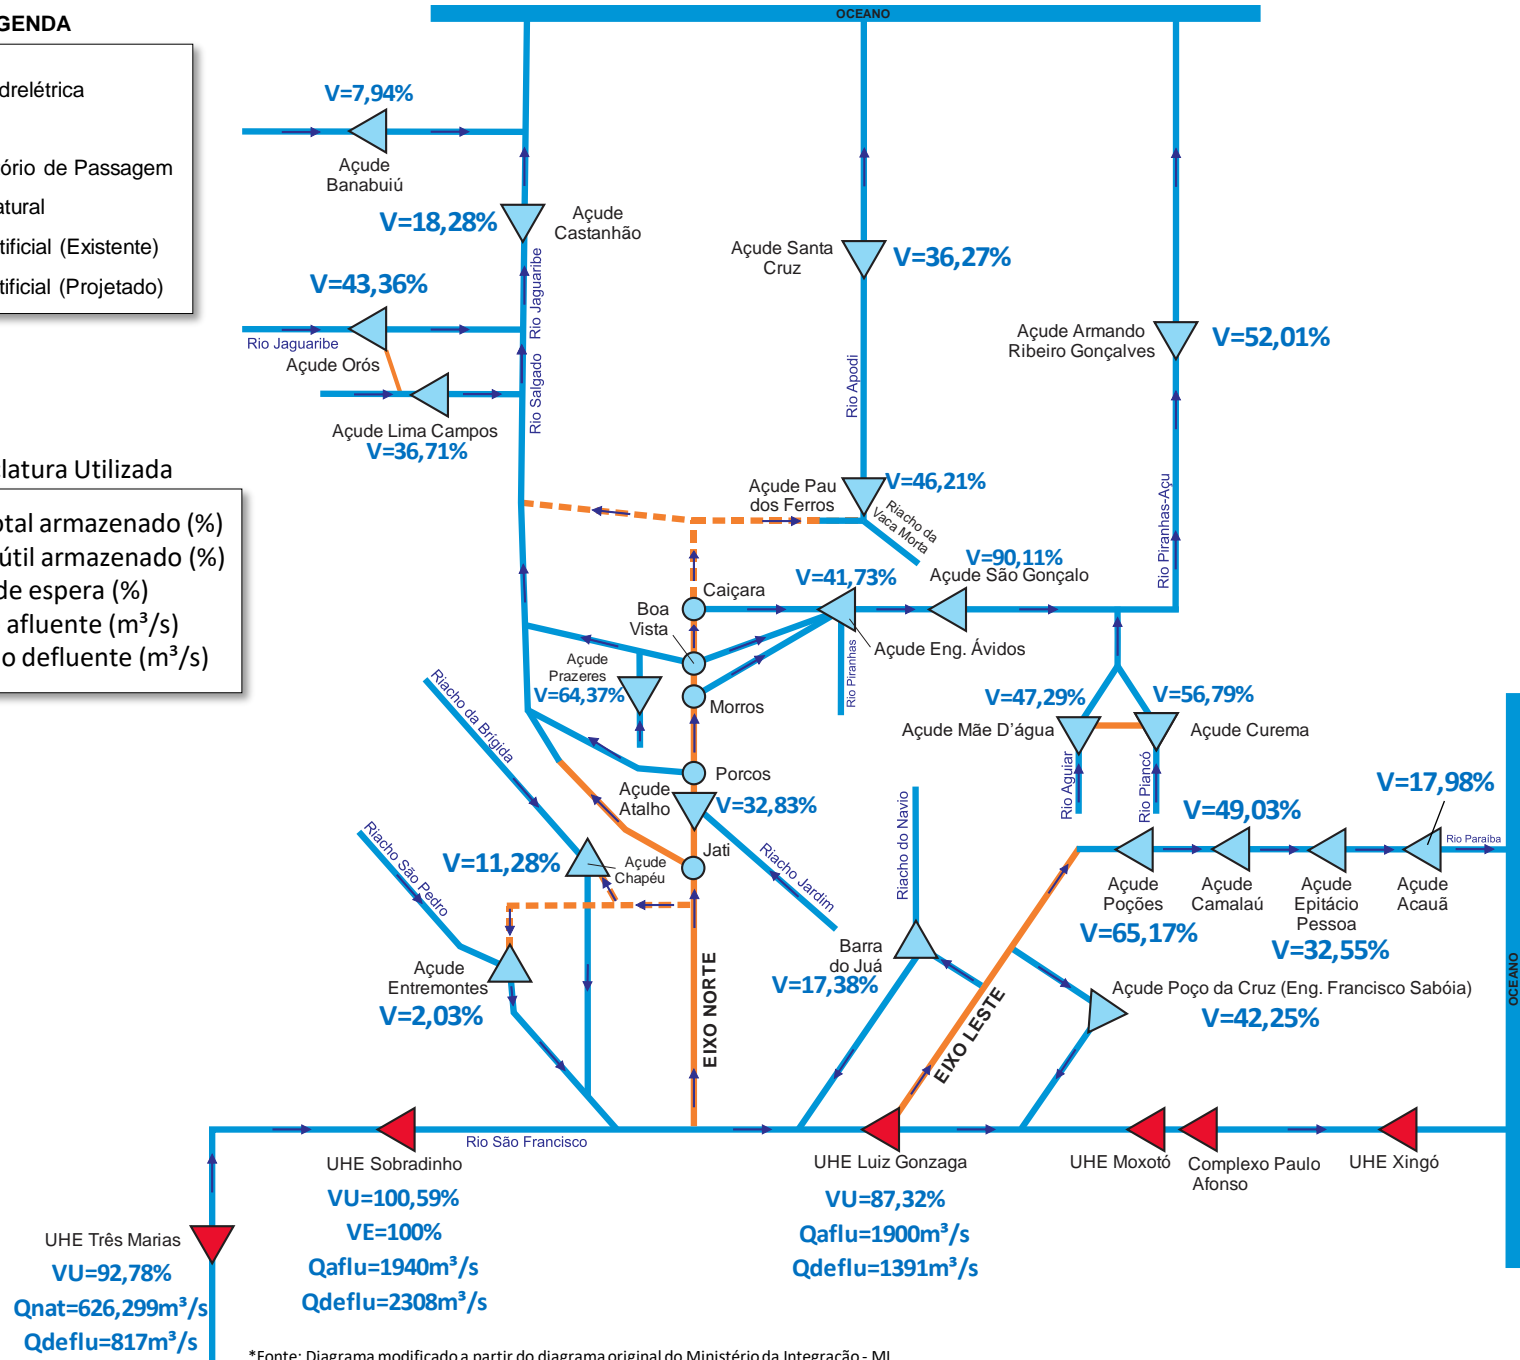 GENDA
drelétrica
ório de Passagem
atural
tificial (Existente)
tificial (Projetado)
clatura Utilizada
otal armazenado (%)
útil armazenado (%)
de espera (%)
afluente (m³/s)
o defluente (m³/s)
OCEANO
V=7,94%
Açude
Banabuiú
V=18,28%
Açude
Castanhão
Rio Jaguaribe
V=43,36%
Rio Jaguaribe
Açude Orós
Rio Salgado
Açude Lima Campos
V=36,71%
Açude Santa
Cruz
V=36,27%
Rio Apodi
Açude Armando
Ribeiro Gonçalves
V=52,01%
Rio Piranhas-Açu
Açude Pau
dos Ferros
V=46,21%
Riacho da
Vaca Morta
V=90,11%
Açude São Gonçalo
V=41,73%
Açude Eng. Ávidos
Rio Piranhas
Caiçara
Boa
Vista
Morros
Açude
Prazeres
V=64,37%
Porcos
Açude
Atalho
V=32,83%
Jati
Riacho Jardim
Riacho da Brígida
Riacho São Pedro
V=11,28%
Açude
Chapéu
Açude
Entremontes
V=2,03%
EIXO NORTE
V=47,29%
Açude Mãe D'água
Rio Aguiar
V=56,79%
Açude Curema
Rio Piancó
V=17,98%
V=49,03%
Rio Paraíba
Açude
Poções
V=65,17%
Açude
Camalaú
Açude
Epitácio
Pessoa
V=32,55%
Açude
Acauã
Riacho do Navio
Barra
do Juá
V=17,38%
EIXO LESTE
Açude Poço da Cruz (Eng. Francisco Sabóia)
V=42,25%
OCEANO
Rio São Francisco
UHE Sobradinho
VU=100,59%
VE=100%
Qaflu=1940m³/s
Qdeflu=2308m³/s
UHE Luiz Gonzaga
VU=87,32%
Qaflu=1900m³/s
Qdeflu=1391m³/s
UHE Moxotó
Complexo Paulo
Afonso
UHE Xingó
UHE Três Marias
VU=92,78%
Qnat=626,299m³/s
Qdeflu=817m³/s
*Fonte: Diagrama modificado a partir do diagrama original do Ministério da Integração - MI